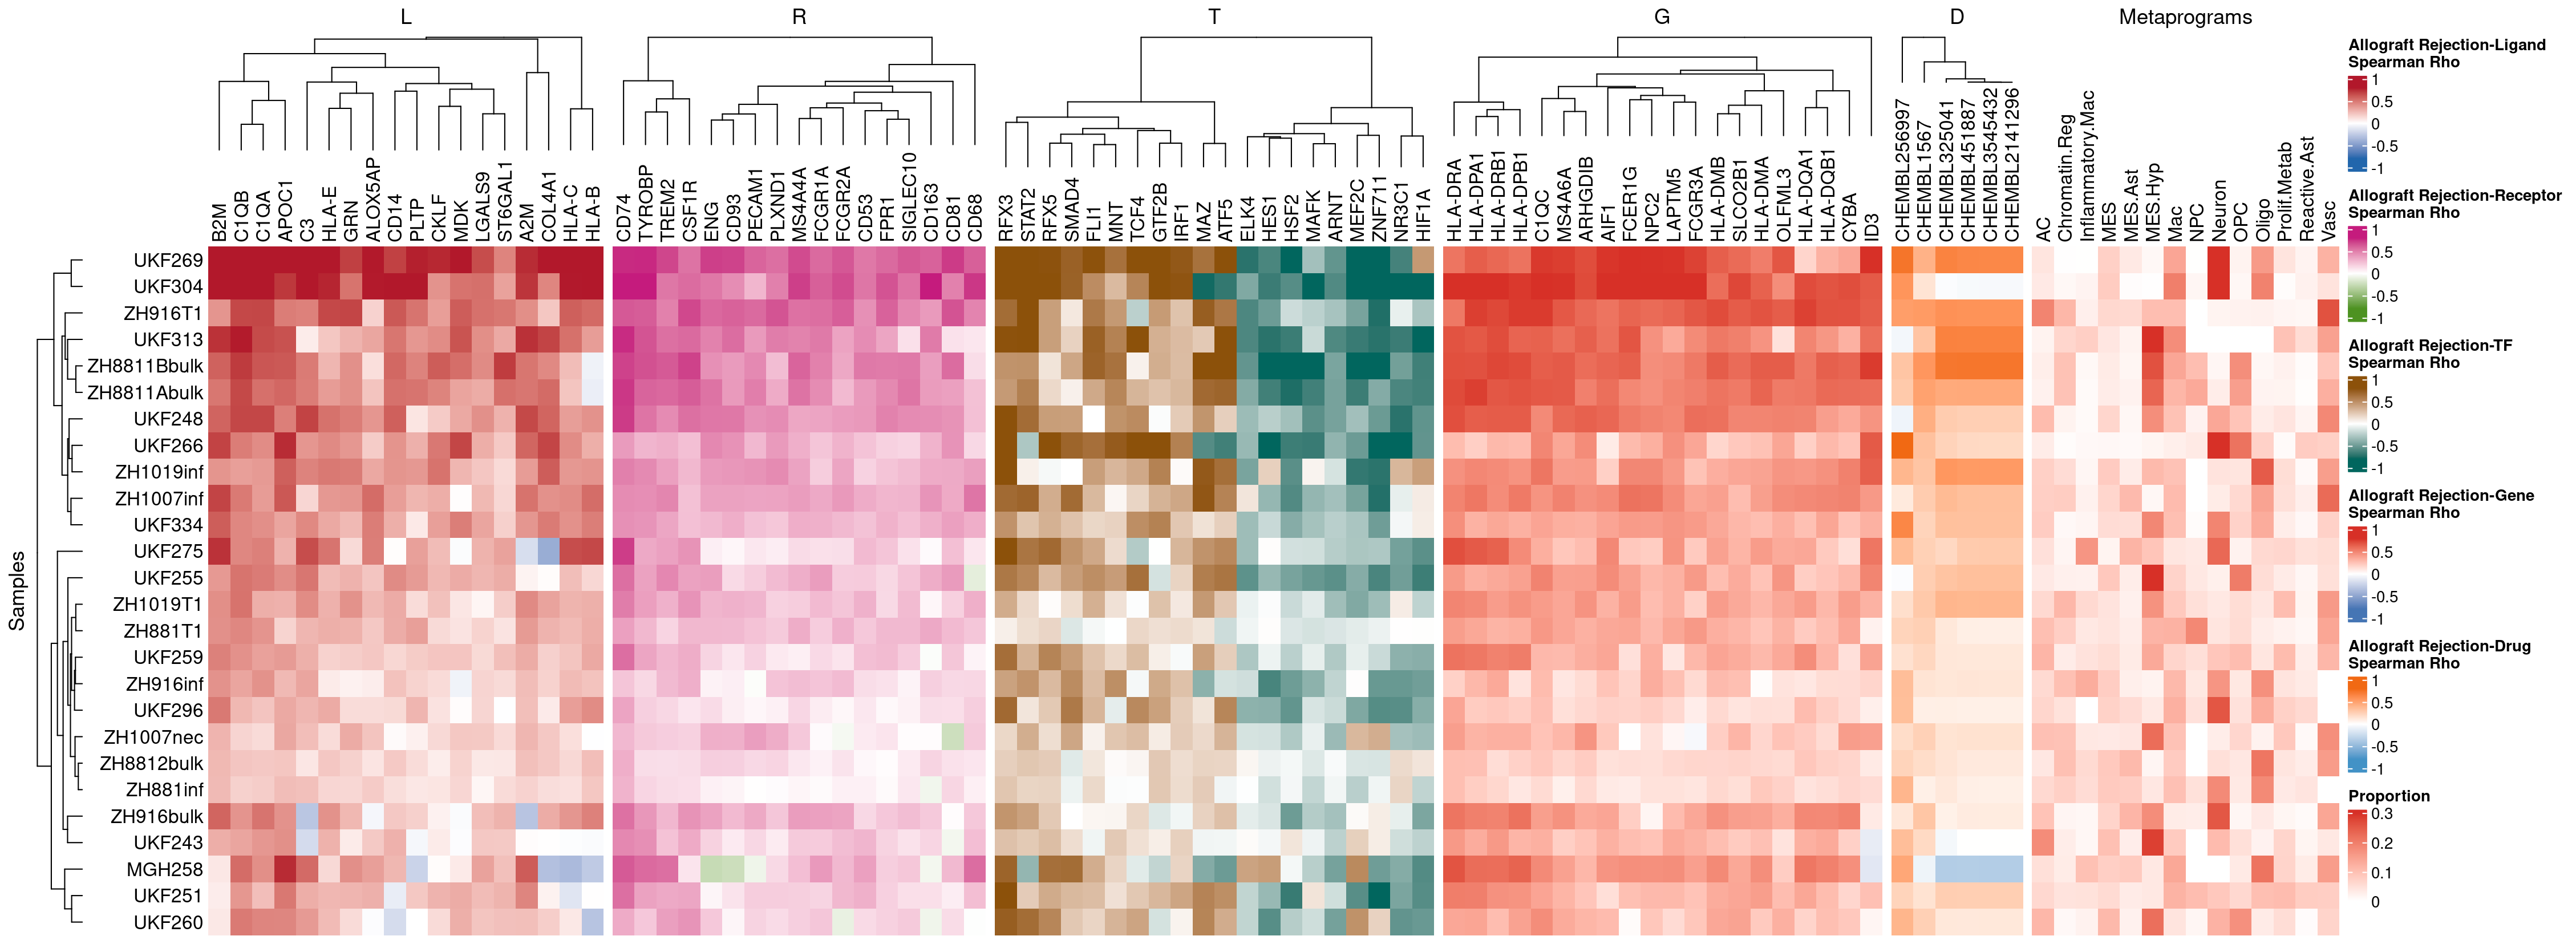 L R T G D Metaprograms
B2M C1QB C1QA APOC1 C3 HLA-E GRN ALOX5AP CD14 PLTP CKLF MDK LGALS9 ST6GAL1 A2M COL4A1 HLA-C HLA-B
CD74 TYROBP TREM2 CSF1R ENG CD93 PECAM1 PLXND1 MS4A4A FCGR1A FCGR2A CD53 FPR1 SIGLEC10 CD163 CD81 CD68
RFX3 STAT2 RFX5 SMAD4 FLI1 MNT TCF4 GTF2B IRF1 MAZ ATF5 ELK4 HES1 HSF2 MAFK ARNT MEF2C ZNF711 NR3C1 HIF1A
HLA-DRA HLA-DPA1 HLA-DRB1 HLA-DPB1 C1QC MS4A6A ARHGDIB AIF1 FCER1G NPC2 LAPTM5 FCGR3A HLA-DMB SLCO2B1 HLA-DMA OLFML3 HLA-DQA1 HLA-DQB1 CYBA ID3
CHEMBL256997 CHEMBL1567 CHEMBL325041 CHEMBL451887 CHEMBL3545432 CHEMBL2141296
AC Chromatin.Reg Inflammatory.Mac MES MES.Ast MES.Hyp Mac NPC Neuron OPC Oligo Prolif.Metab Reactive.Ast Vasc
Samples
UKF269
UKF304
ZH916T1
UKF313
ZH8811Bbulk
ZH8811Abulk
UKF248
UKF266
ZH1019inf
ZH1007inf
UKF334
UKF275
UKF255
ZH1019T1
ZH881T1
UKF259
ZH916inf
UKF296
ZH1007nec
ZH8812bulk
ZH881inf
ZH916bulk
UKF243
MGH258
UKF251
UKF260
Allograft Rejection-Ligand
Spearman Rho
1
0.5
0
-0.5
-1
Allograft Rejection-Receptor
Spearman Rho
1
0.5
0
-0.5
-1
Allograft Rejection-TF
Spearman Rho
1
0.5
0
-0.5
-1
Allograft Rejection-Gene
Spearman Rho
1
0.5
0
-0.5
-1
Allograft Rejection-Drug
Spearman Rho
1
0.5
0
-0.5
-1
Proportion
0.3
0.2
0.1
0